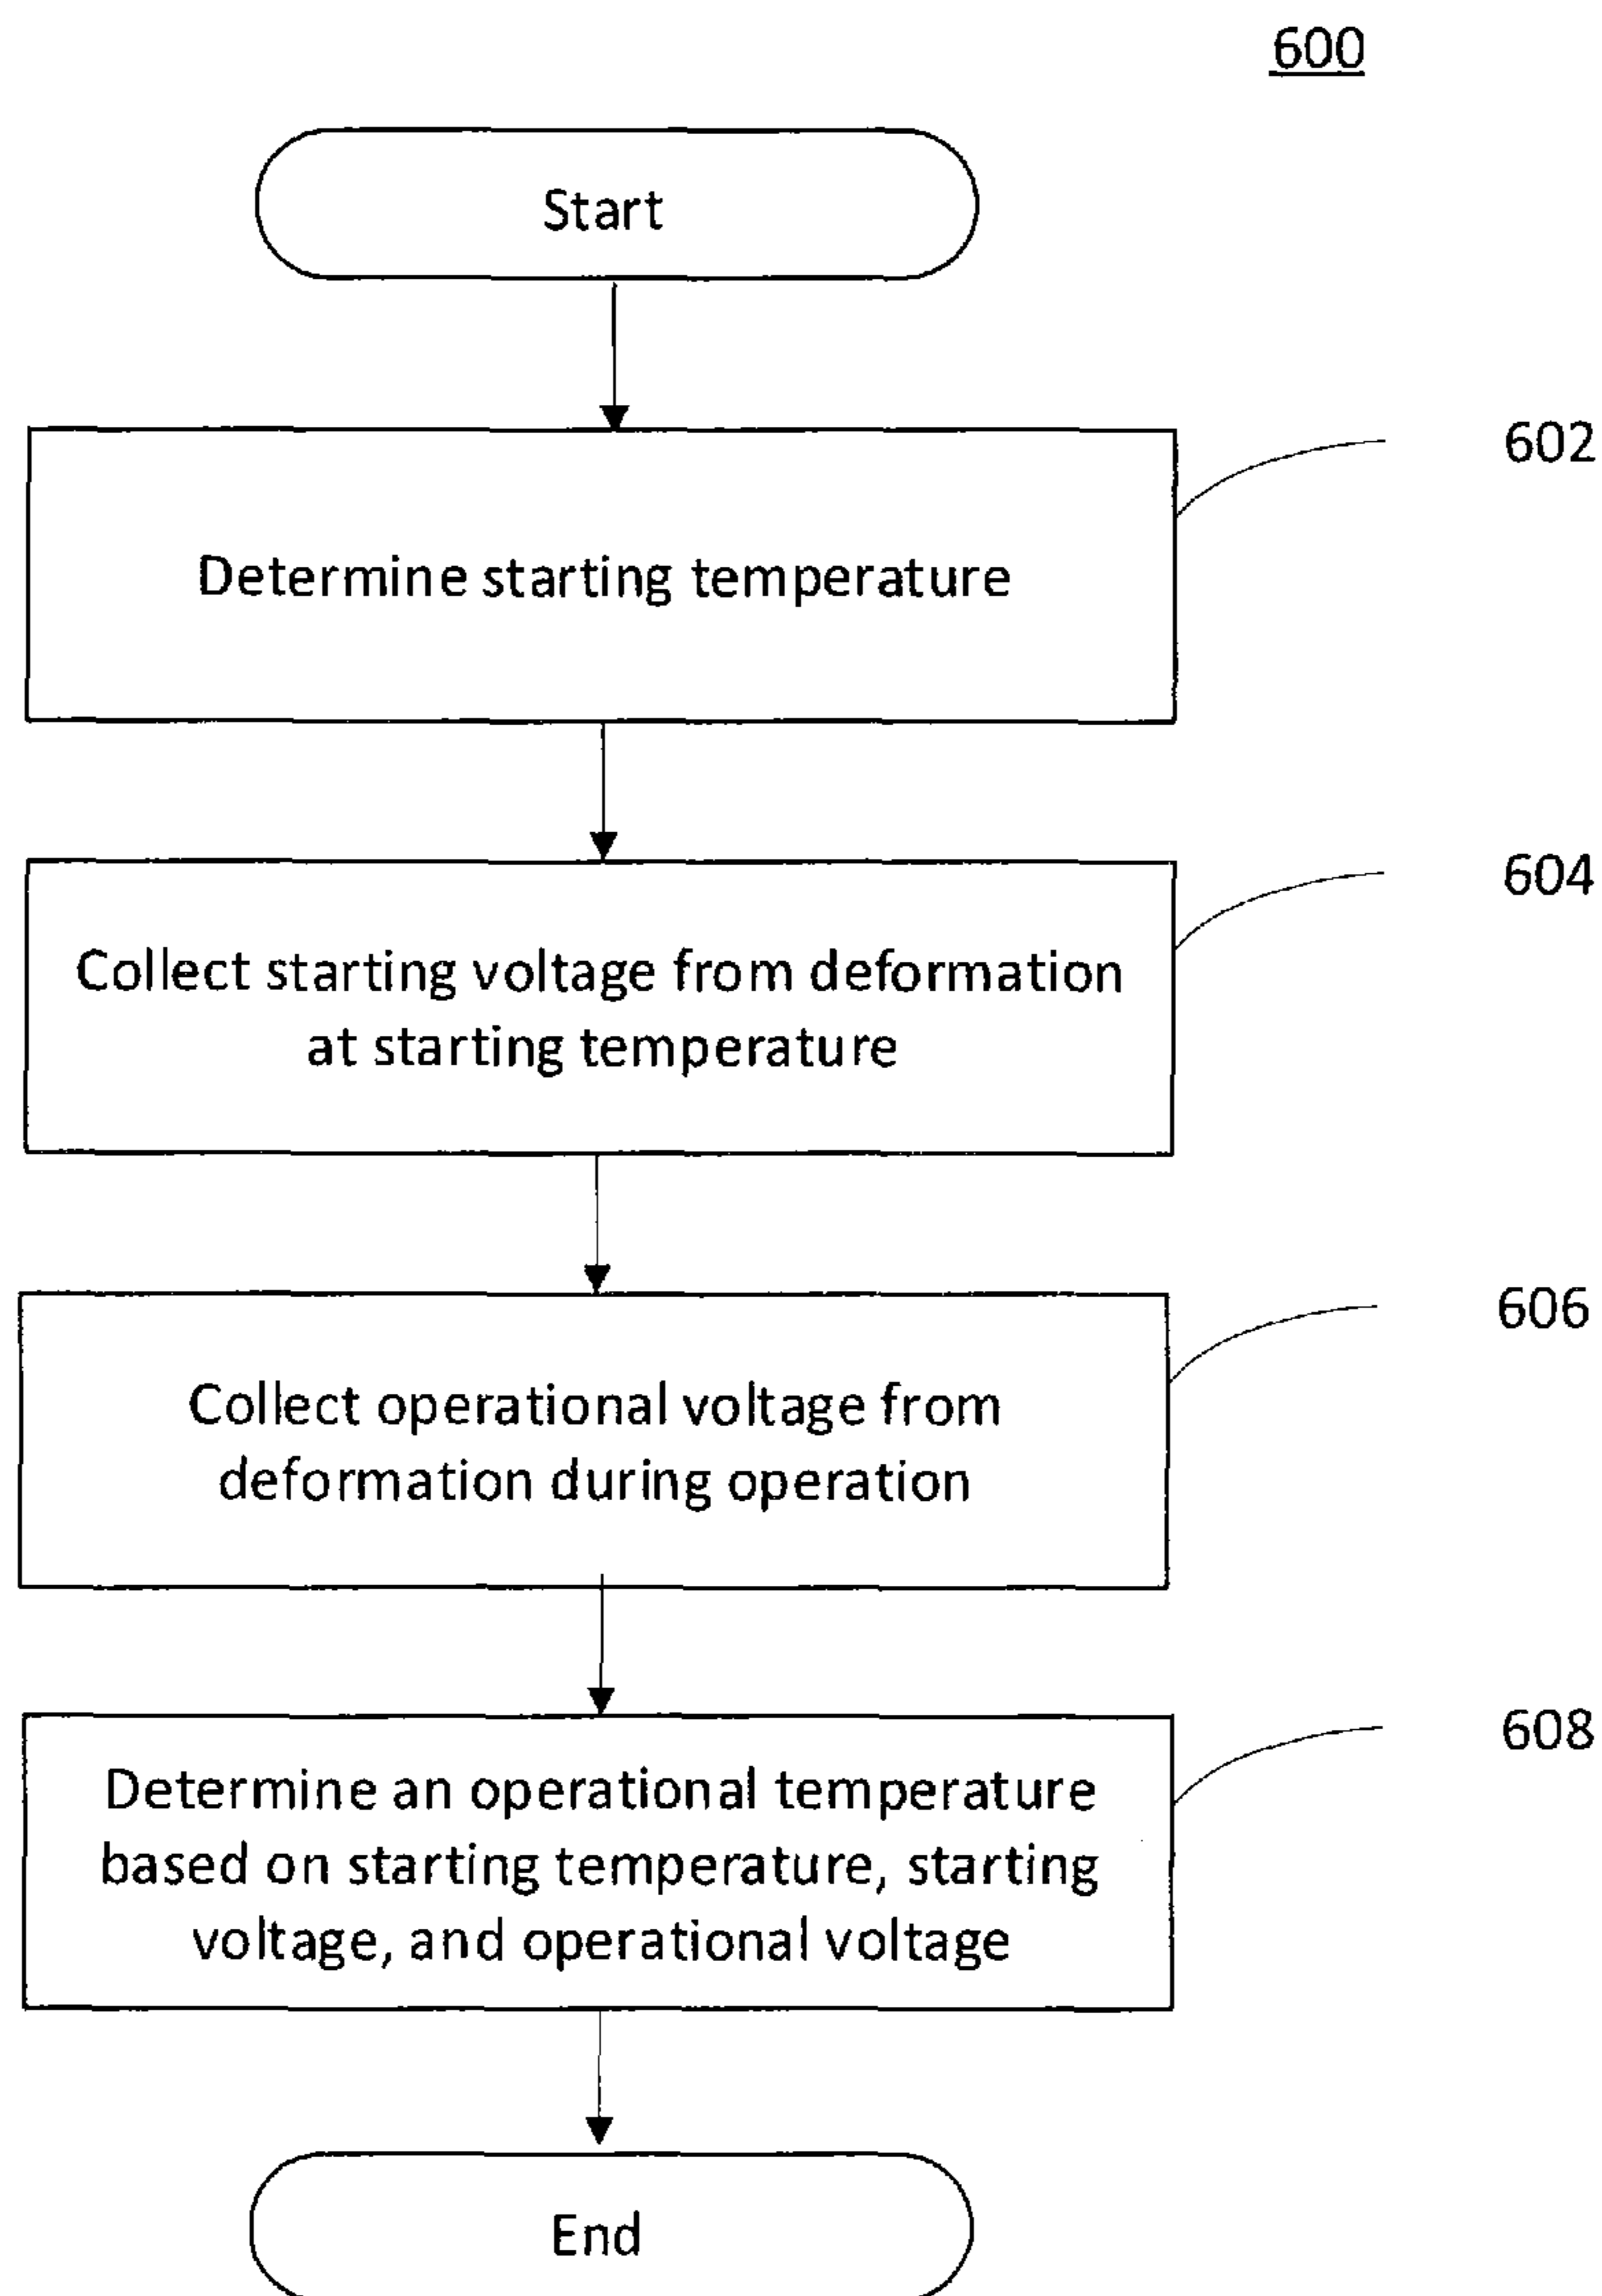 600
Start
602
Determine starting temperature
604
Collect starting voltage from deformation
at starting temperature
606
Collect operational voltage from
deformation during operation
608
Determine an operational temperature
based on starting temperature, starting
voltage, and operational voltage
End